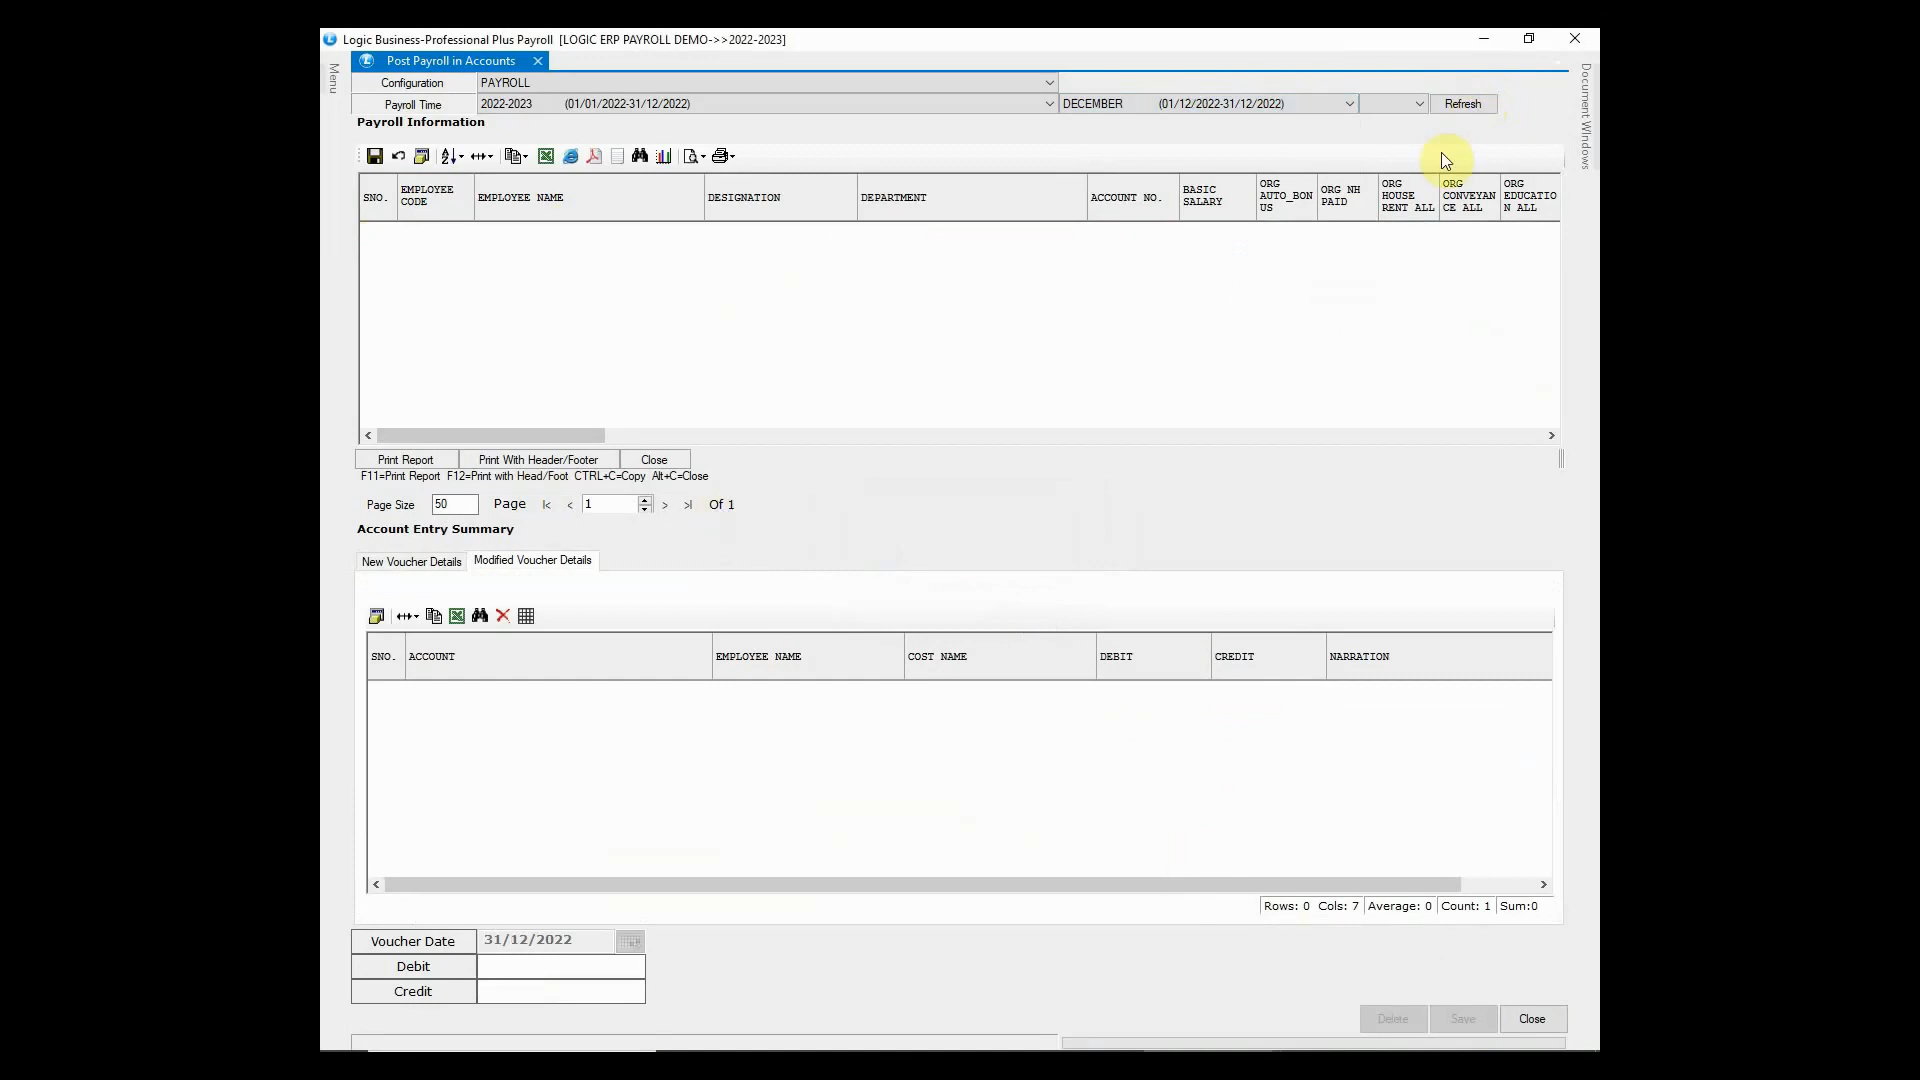 Logic Business-Professional Plus Payroll [LOGIC ERP PAYROLL DEMO->>2022-2023]
Menu
Post Payroll in Accounts
Document Windows
Configuration PAYROLL
Payroll Time 2022-2023 (01/01/2022-31/12/2022) DECEMBER (01/12/2022-31/12/2022) Refresh
Payroll Information
SNO. EMPLOYEE CODE EMPLOYEE NAME DESIGNATION DEPARTMENT ACCOUNT NO. BASIC SALARY ORG AUTO_BONUS ORG NH PAID ORG HOUSE RENT ALL ORG CONVEYANCE ALL ORG EDUCATION ALL
Print Report Print With Header/Footer Close
F11=Print Report F12=Print with Head/Foot CTRL+C=Copy Alt+C=Close
Page Size 50 Page |< < 1 > >| Of 1
Account Entry Summary
New Voucher Details Modified Voucher Details
SNO. ACCOUNT EMPLOYEE NAME COST NAME DEBIT CREDIT NARRATION
Rows: 0 Cols: 7 Average: 0 Count: 1 Sum:0
Voucher Date 31/12/2022
Debit
Credit
Delete Save Close